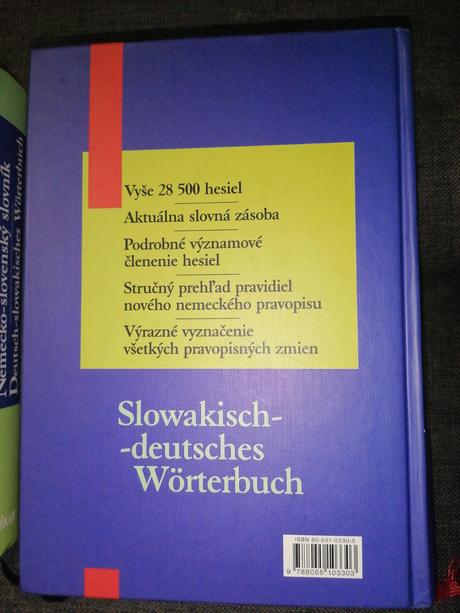 Vyše 28 500 hesiel
Aktuálna slovná zásoba
Podrobné významové
členenie hesiel
Stručný prehľad pravidiel
nového nemeckého pravopisu
Výrazné vyznačenie
všetkých pravopisných zmien
Slowakisch-
-deutsches
Wörterbuch
ISBN 80-551-0330-5
9 788055 103303
Nemecko-slovenský slovník
Deutsch-slowakisches Wörterbuch